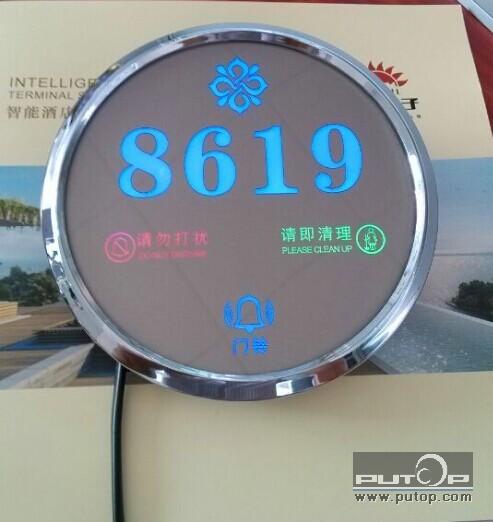 INTELLIG
TERMINAL S
智能酒店
8619
请勿打扰
DO NOT DISTURB
请即清理
PLEASE CLEAN UP
门铃
PUTOP
www.putop.com